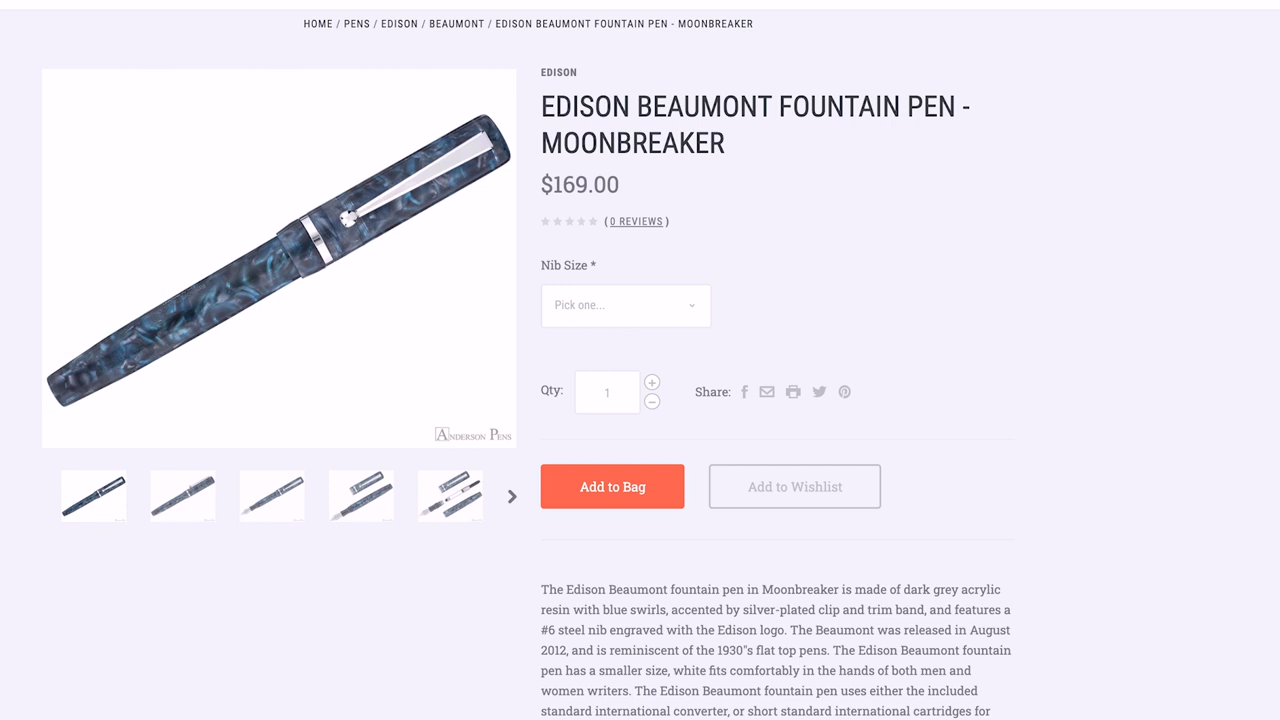 HOME / PENS / EDISON / BEAUMONT / EDISON BEAUMONT FOUNTAIN PEN - MOONBREAKER
EDISON
EDISON BEAUMONT FOUNTAIN PEN -
MOONBREAKER
$169.00
( 0 REVIEWS )
Nib Size *
Pick one...
Qty:
1
Share:
ANDERSON PENS
Add to Bag
Add to Wishlist
The Edison Beaumont fountain pen in Moonbreaker is made of dark grey acrylic
resin with blue swirls, accented by silver-plated clip and trim band, and features a
#6 steel nib engraved with the Edison logo. The Beaumont was released in August
2012, and is reminiscent of the 1930"s flat top pens. The Edison Beaumont fountain
pen has a smaller size, white fits comfortably in the hands of both men and
women writers. The Edison Beaumont fountain pen uses either the included
standard international converter, or short standard international cartridges for